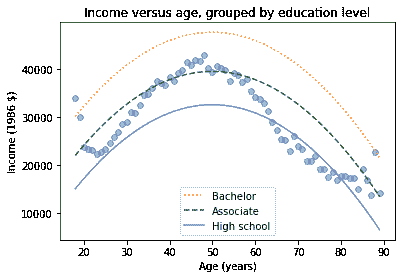 Income versus age, grouped by education level
Income (1986 $)
40000
30000
20000
10000
Bachelor
Associate
High school
20 30 40 50 60 70 80 90
Age (years)